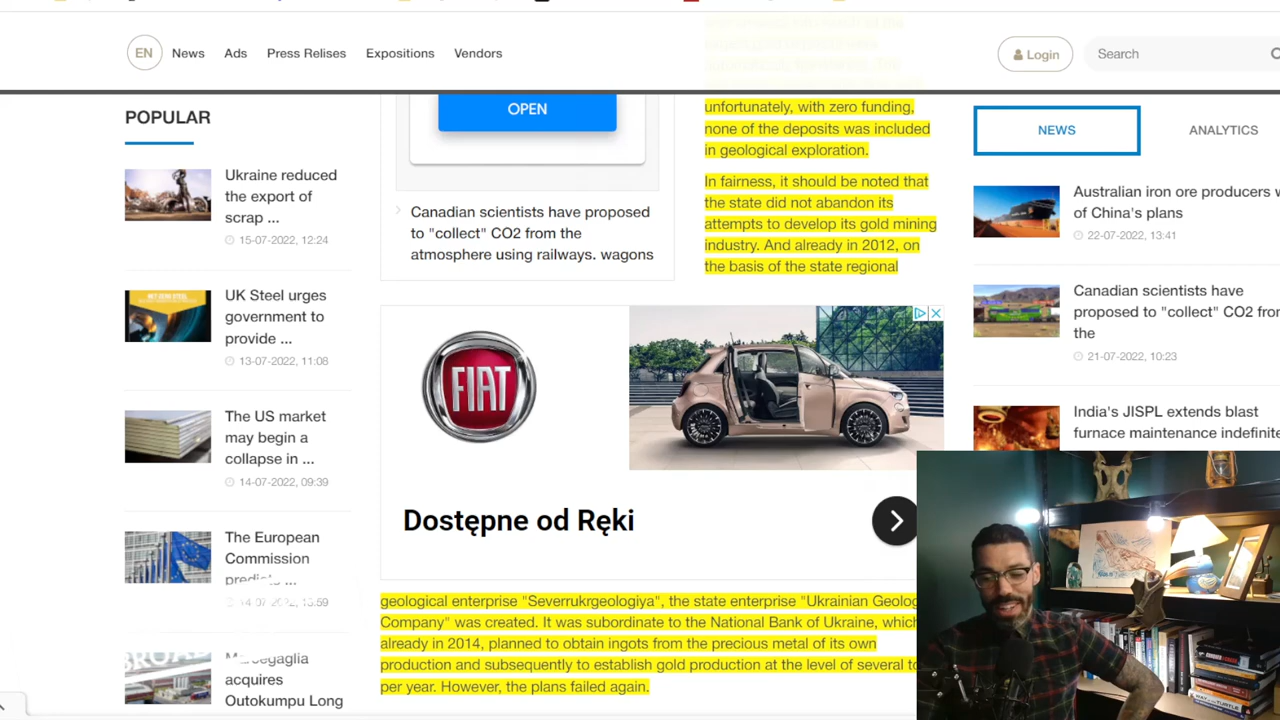 EN
News
Ads
Press Relises
Expositions
Vendors
Login
Search
POPULAR
Ukraine reduced
the export of
scrap ...
15-07-2022, 12:24
UK Steel urges
government to
provide ...
13-07-2022, 11:08
The US market
may begin a
collapse in ...
14-07-2022, 09:39
The European
Commission
predicts ...
Marcegaglia
acquires
Outokumpu Long
OPEN
Canadian scientists have proposed
to "collect" CO2 from the
atmosphere using railways. wagons
unfortunately, with zero funding,
none of the deposits was included
in geological exploration.
In fairness, it should be noted that
the state did not abandon its
attempts to develop its gold mining
industry. And already in 2012, on
the basis of the state regional
FIAT
Dostępne od Ręki
geological enterprise "Severrukrgeologiya", the state enterprise "Ukrainian Geolog
Company" was created. It was subordinate to the National Bank of Ukraine, which
already in 2014, planned to obtain ingots from the precious metal of its own
production and subsequently to establish gold production at the level of several to
per year. However, the plans failed again.
NEWS
ANALYTICS
Australian iron ore producers w
of China's plans
22-07-2022, 13:41
Canadian scientists have
proposed to "collect" CO2 from
the
21-07-2022, 10:23
India's JISPL extends blast
furnace maintenance indefinite